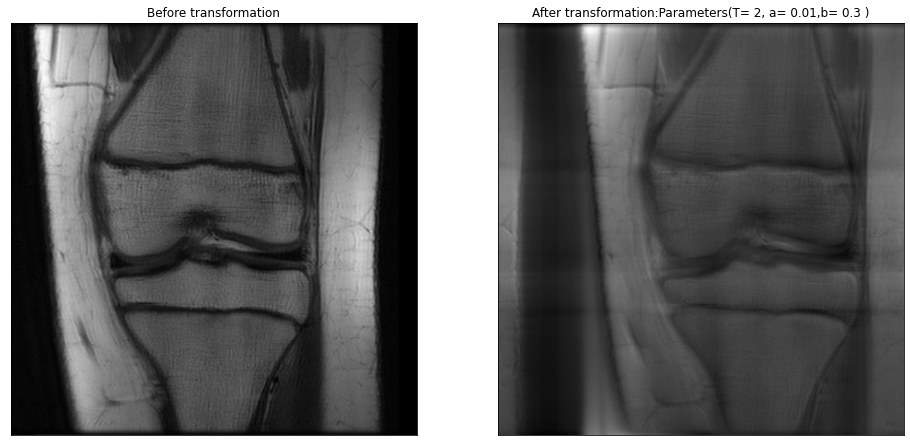 Before transformation
After transformation:Parameters(T= 2, a= 0.01,b= 0.3 )